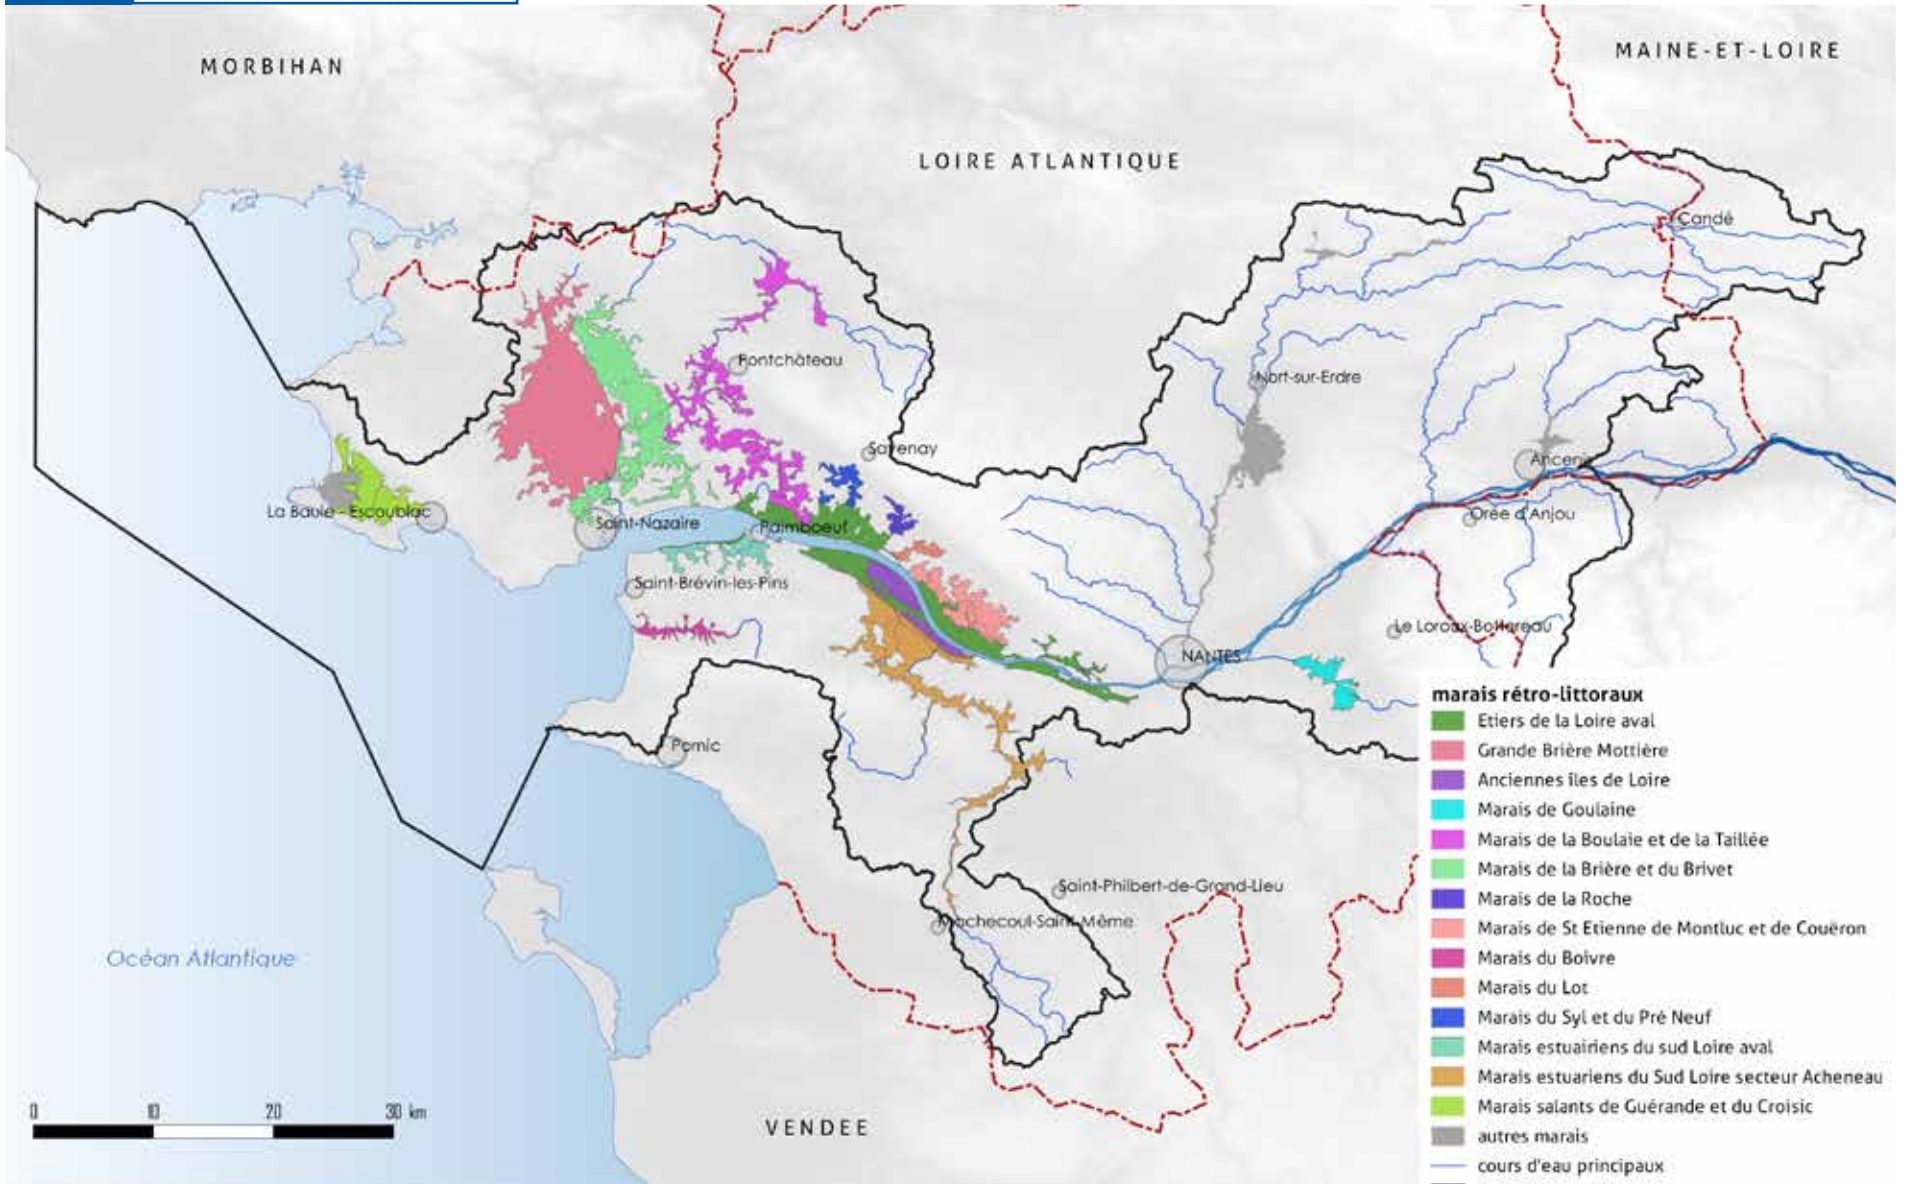 MORBIHAN
MAINE-ET-LOIRE
LOIRE ATLANTIQUE
Candé
Pontchâteau
Nort-sur-Erdre
Savenay
Ancenis
La Baule - Escoublac
Saint-Nazaire
Paimboeuf
Orée d'Anjou
Saint-Brévin-les-Pins
Le Loroux-Bottereau
NANTES
Pornic
Saint-Philbert-de-Grand-Lieu
Machecoul-Saint-Même
Océan Atlantique
VENDEE
0 10 20 30 km
marais rétro-littoraux
Etiers de la Loire aval
Grande Brière Mottière
Anciennes îles de Loire
Marais de Goulaine
Marais de la Boulaie et de la Taillée
Marais de la Brière et du Brivet
Marais de la Roche
Marais de St Etienne de Montluc et de Couëron
Marais du Boivre
Marais du Lot
Marais du Syl et du Pré Neuf
Marais estuairiens du sud Loire aval
Marais estuariens du Sud Loire secteur Acheneau
Marais salants de Guérande et du Croisic
autres marais
cours d'eau principaux